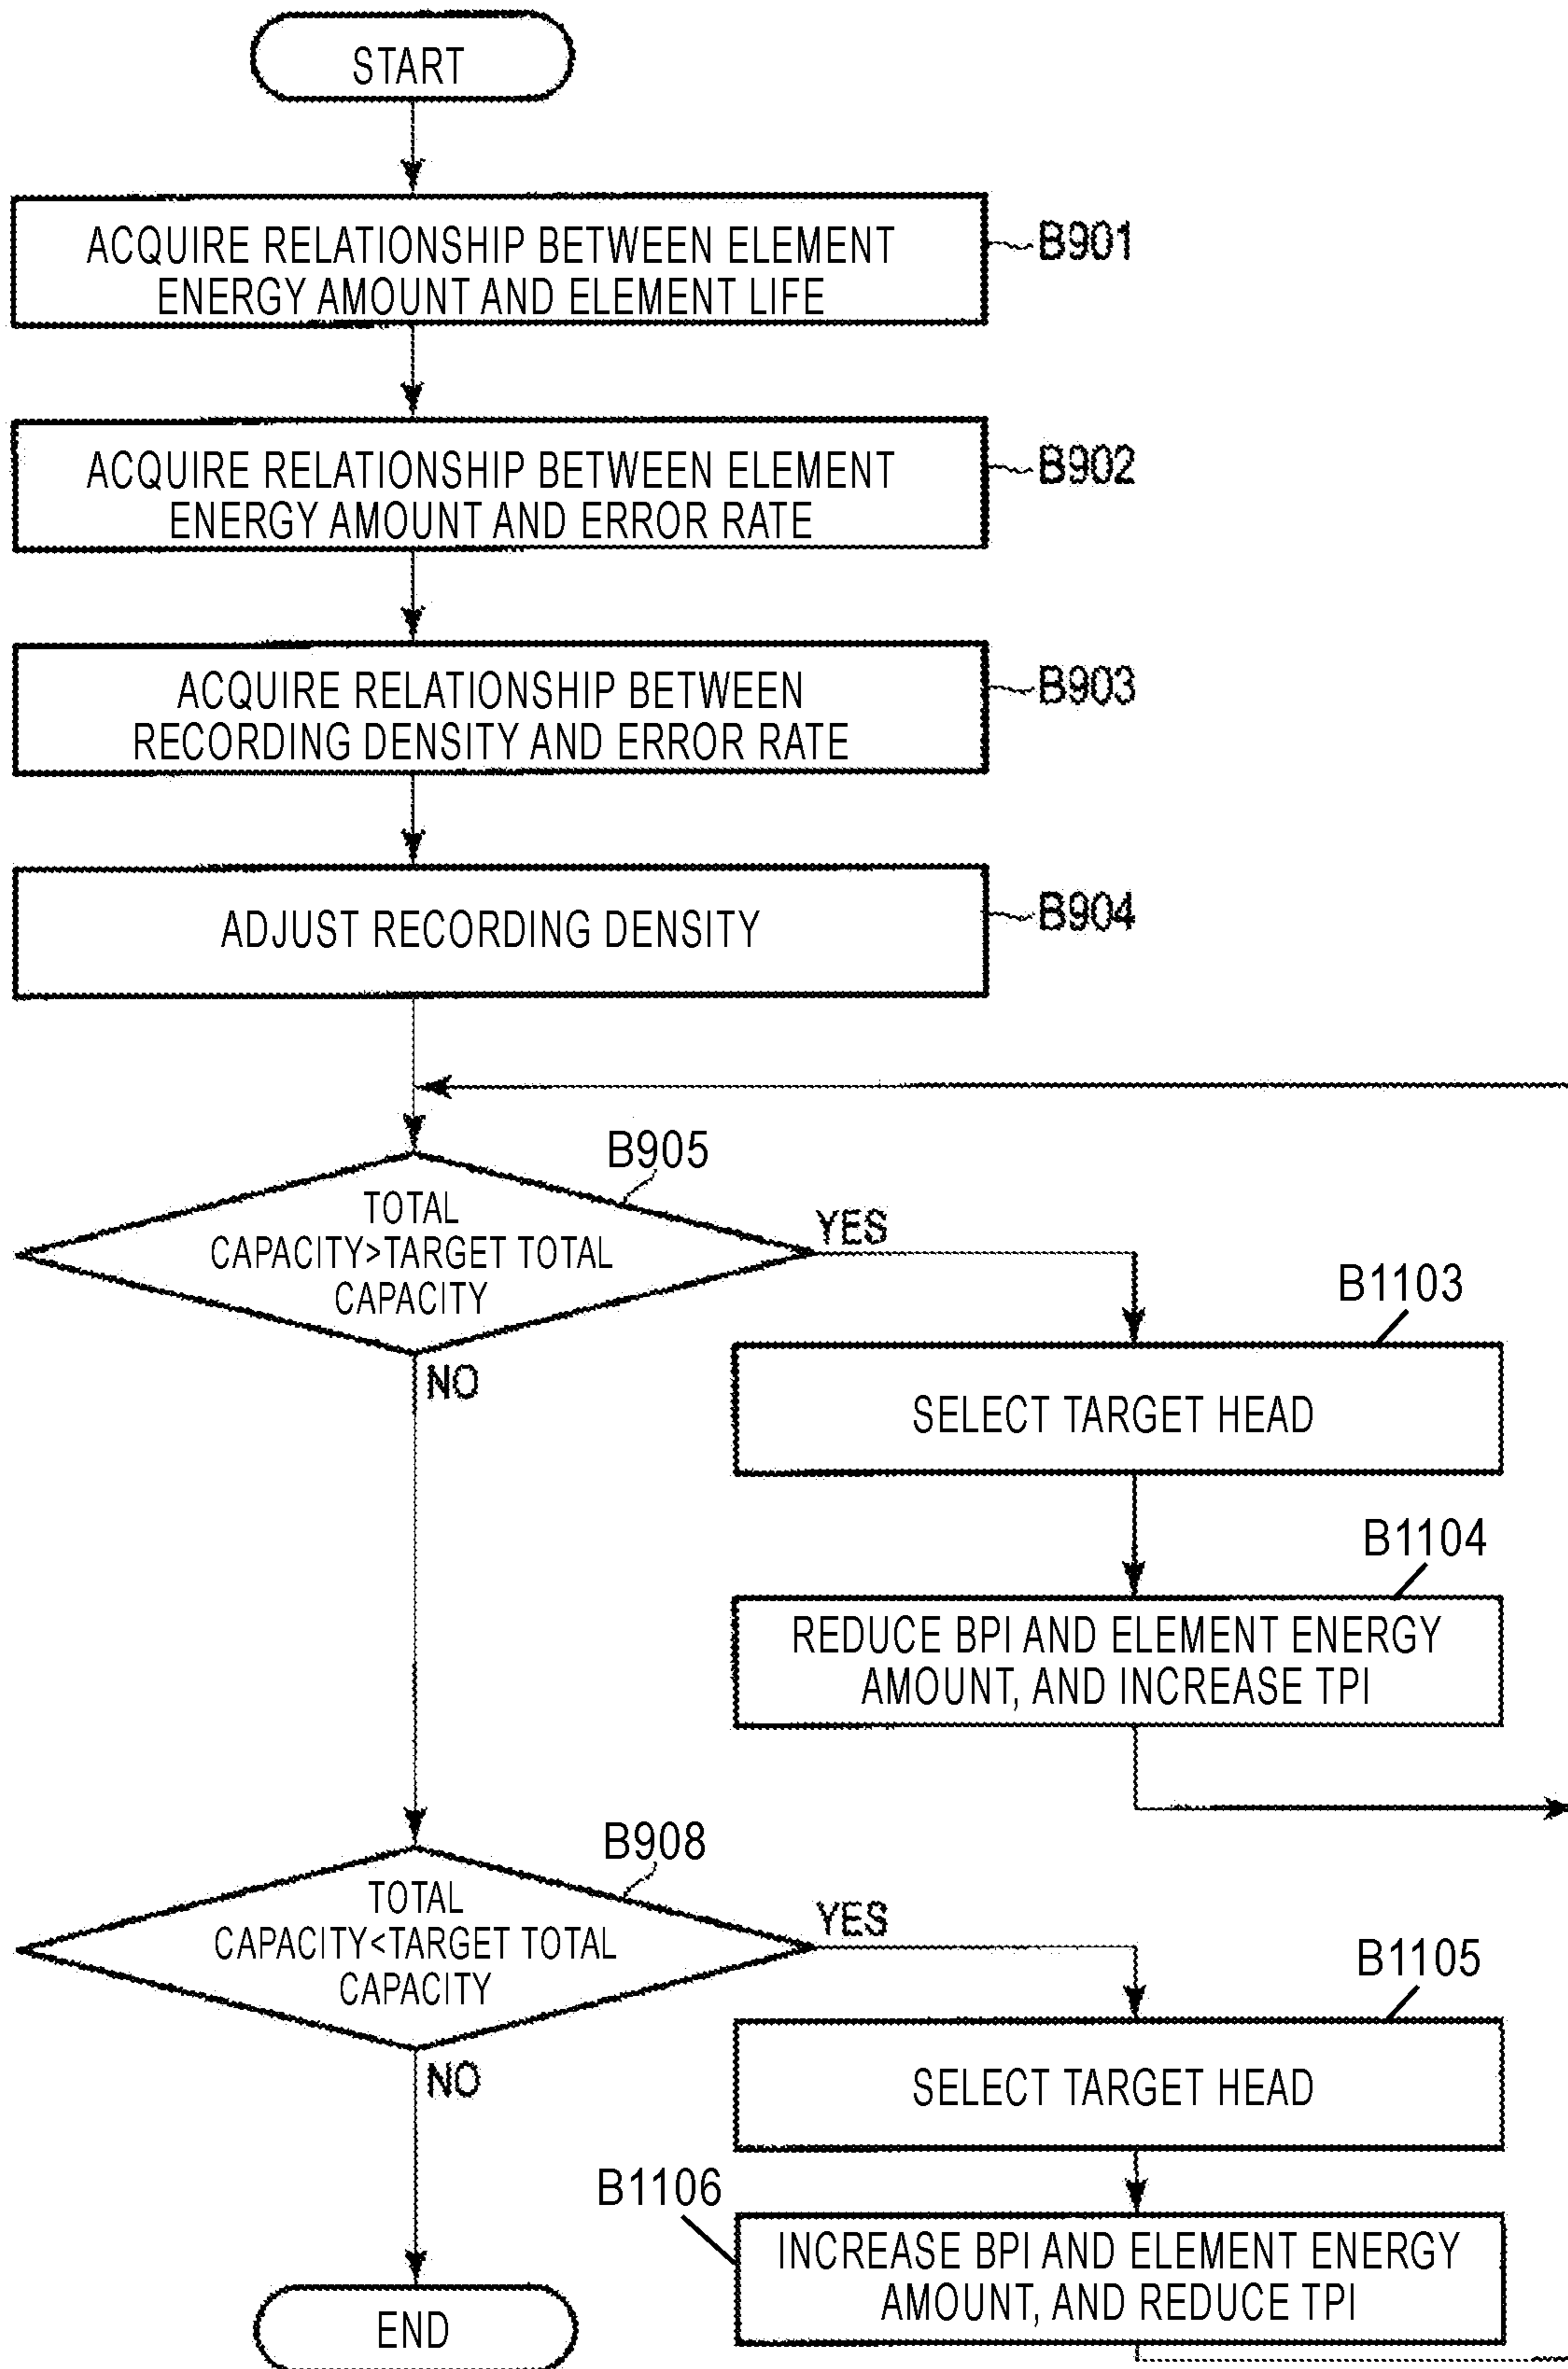 START
ACQUIRE RELATIONSHIP BETWEEN ELEMENT
ENERGY AMOUNT AND ELEMENT LIFE
B901
ACQUIRE RELATIONSHIP BETWEEN ELEMENT
ENERGY AMOUNT AND ERROR RATE
B902
ACQUIRE RELATIONSHIP BETWEEN
RECORDING DENSITY AND ERROR RATE
B903
ADJUST RECORDING DENSITY
B904
B905
TOTAL
CAPACITY>TARGET TOTAL
CAPACITY
YES
NO
B1103
SELECT TARGET HEAD
B1104
REDUCE BPI AND ELEMENT ENERGY
AMOUNT, AND INCREASE TPI
B908
TOTAL
CAPACITY<TARGET TOTAL
CAPACITY
YES
NO
B1105
SELECT TARGET HEAD
B1106
INCREASE BPI AND ELEMENT ENERGY
AMOUNT, AND REDUCE TPI
END